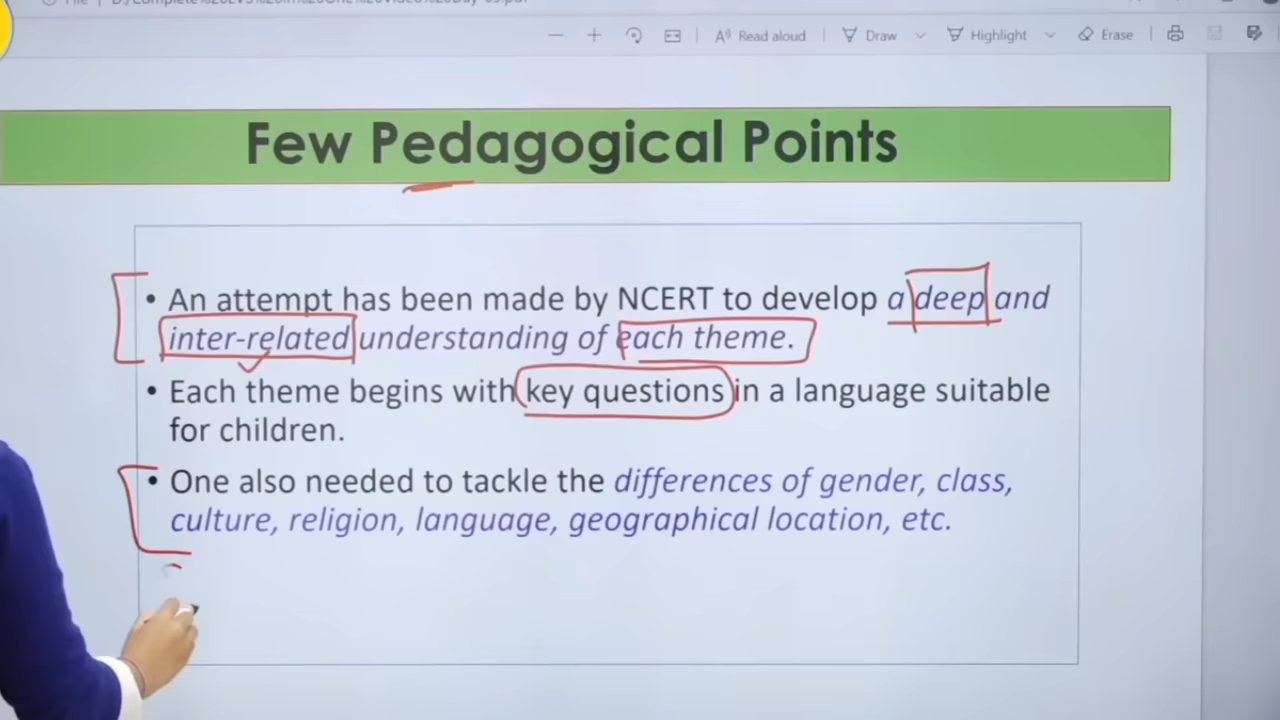 Read aloud
Draw
Highlight
Erase
Few Pedagogical Points
• An attempt has been made by NCERT to develop a deep and
inter-related understanding of each theme.
• Each theme begins with key questions in a language suitable
for children.
• One also needed to tackle the differences of gender, class,
culture, religion, language, geographical location, etc.